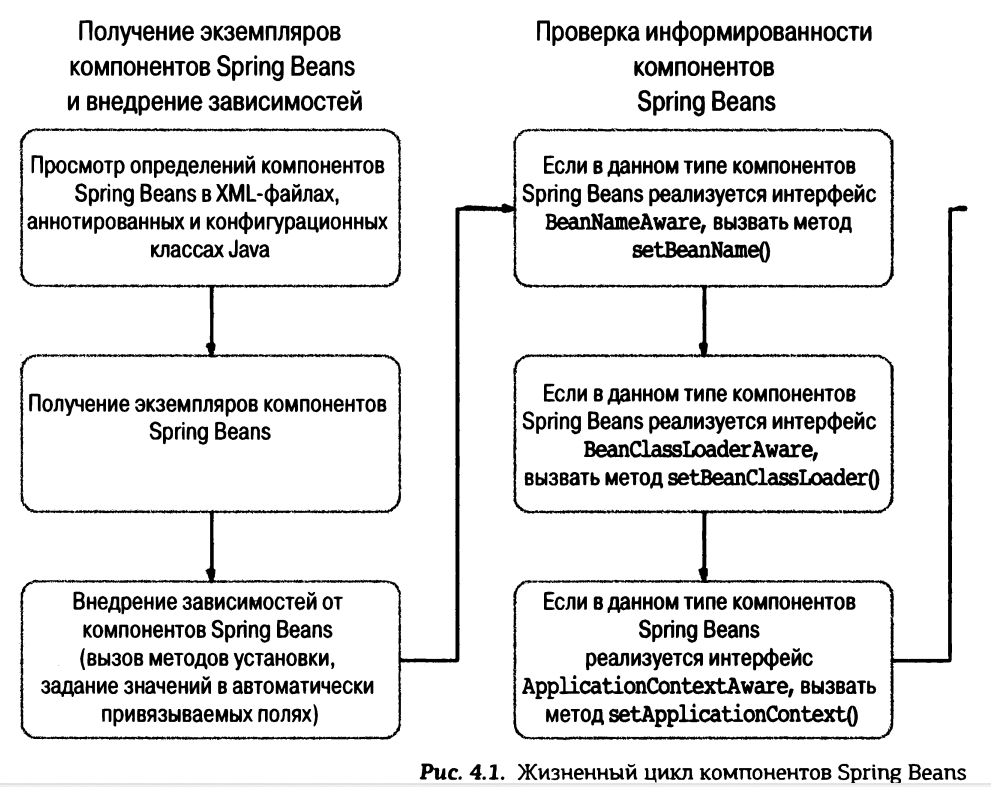 Получение экземпляров
компонентов Spring Beans
и внедрение зависимостей
Просмотр определений компонентов
Spring Beans в XML-файлах,
аннотированных и конфигурационных
классах Java
Получение экземпляров компонентов
Spring Beans
Внедрение зависимостей от
компонентов Spring Beans
(вызов методов установки,
задание значений в автоматически
привязываемых полях)
Проверка информированности
компонентов
Spring Beans
Если в данном типе компонентов
Spring Beans реализуется интерфейс
BeanNameAware, вызвать метод
setBeanName()
Если в данном типе компонентов
Spring Beans реализуется интерфейс
BeanClassLoaderAware,
вызвать метод setBeanClassLoader()
Если в данном типе компонентов
Spring Beans
реализуется интерфейс
ApplicationContextAware, вызвать
метод setApplicationContext()
Рис. 4.1. Жизненный цикл компонентов Spring Beans